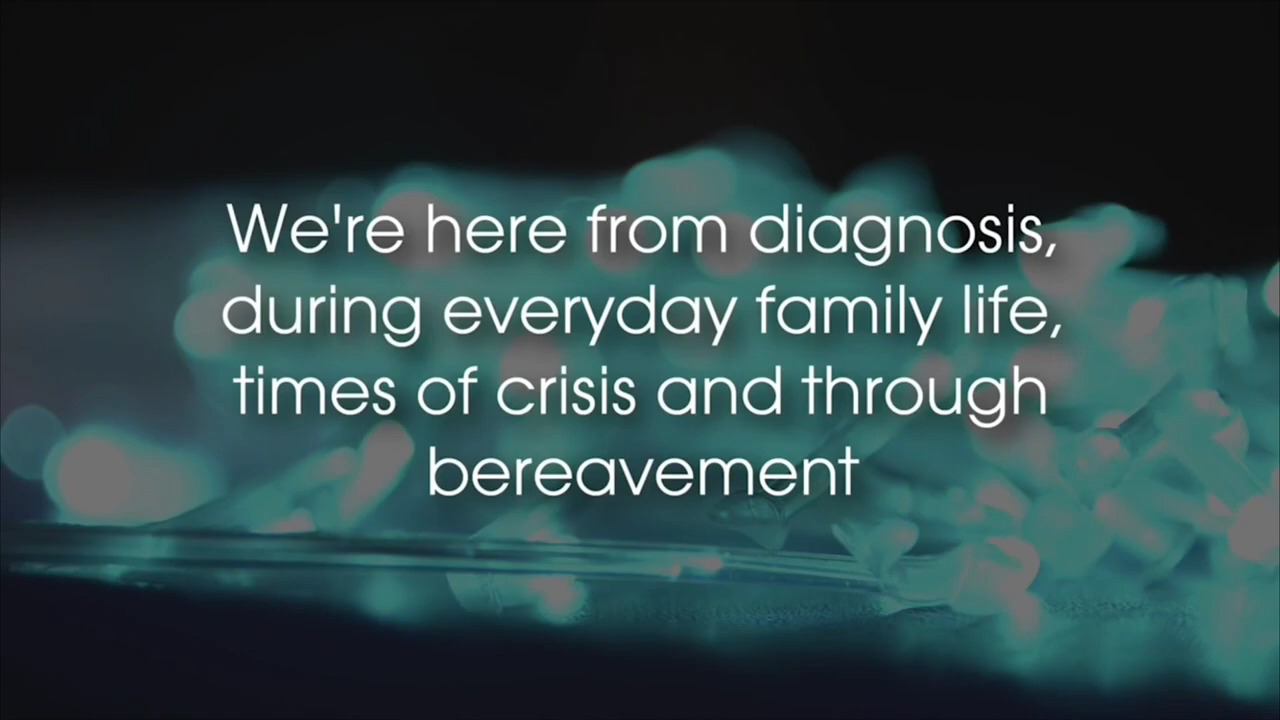 We're here from diagnosis,
during everyday family life,
times of crisis and through
bereavement